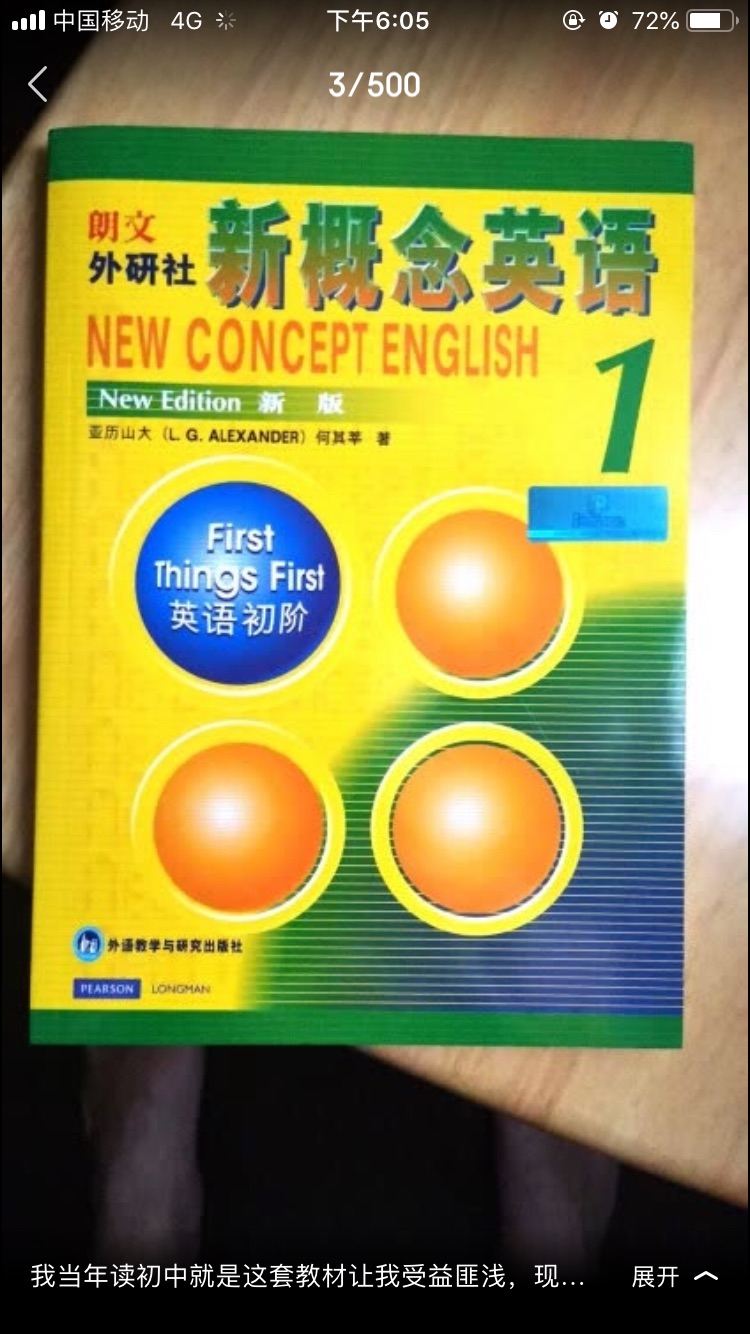 中国移动 4G 下午6:05 72%
3/500
朗文
外研社 新概念英语
NEW CONCEPT ENGLISH
1
New Edition 新 版
亚历山大（L. G. ALEXANDER）何其莘 著
First
Things First
英语初阶
外语教学与研究出版社
PEARSON LONGMAN
我当年读初中就是这套教材让我受益匪浅，现... 展开